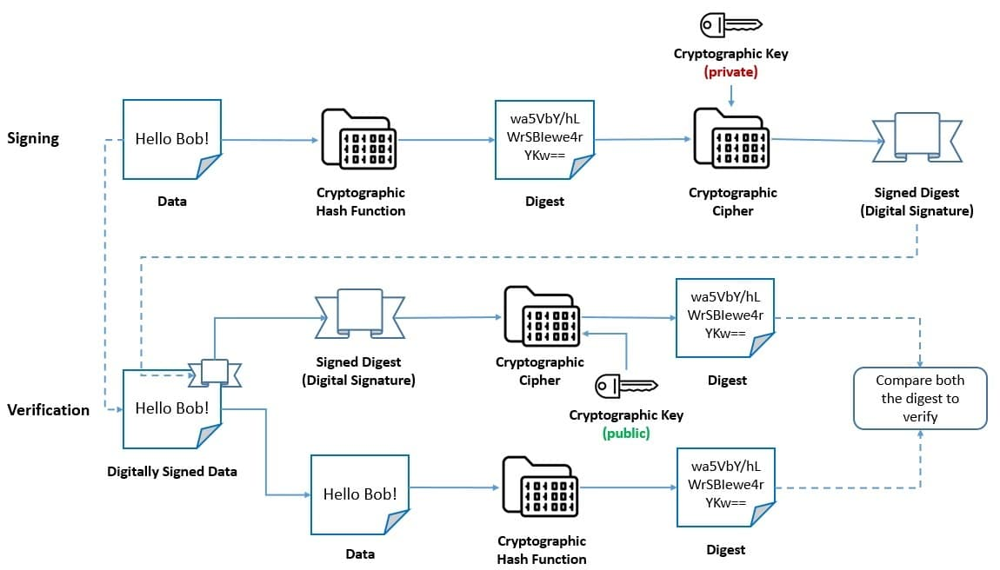 Cryptographic Key
(private)
Signing
Hello Bob!
wa5VbY/hL
WrSBIewe4r
YKw==
Data
Cryptographic
Hash Function
Digest
Cryptographic
Cipher
Signed Digest
(Digital Signature)
wa5VbY/hL
WrSBIewe4r
YKw==
Signed Digest
(Digital Signature)
Cryptographic
Cipher
Digest
Cryptographic Key
(public)
Compare both
the digest to
verify
Verification
Hello Bob!
Digitally Signed Data
Hello Bob!
Data
Cryptographic
Hash Function
wa5VbY/hL
WrSBIewe4r
YKw==
Digest